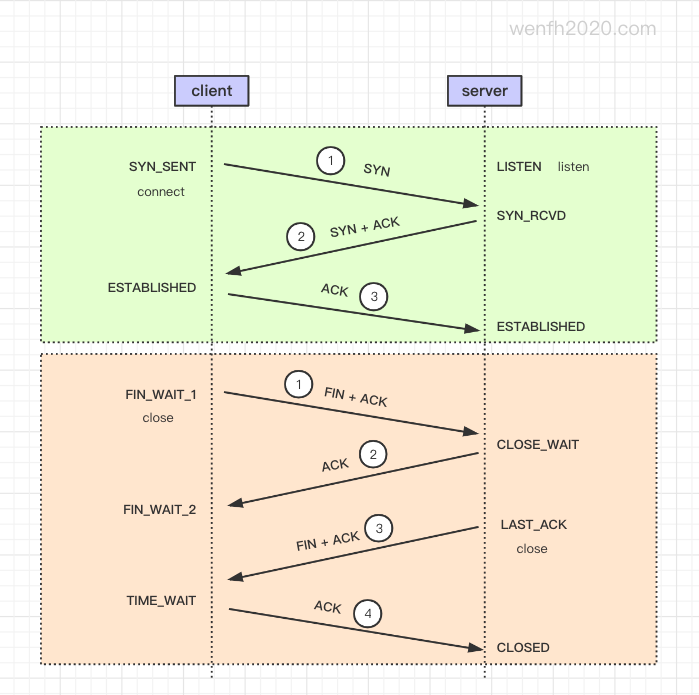 wenfh2020.com
client
server
SYN_SENT
1
SYN
LISTEN listen
connect
SYN_RCVD
2
SYN + ACK
ESTABLISHED
ACK
3
ESTABLISHED
FIN_WAIT_1
1
FIN + ACK
close
CLOSE_WAIT
ACK
2
FIN_WAIT_2
LAST_ACK
FIN + ACK
3
close
TIME_WAIT
ACK
4
CLOSED